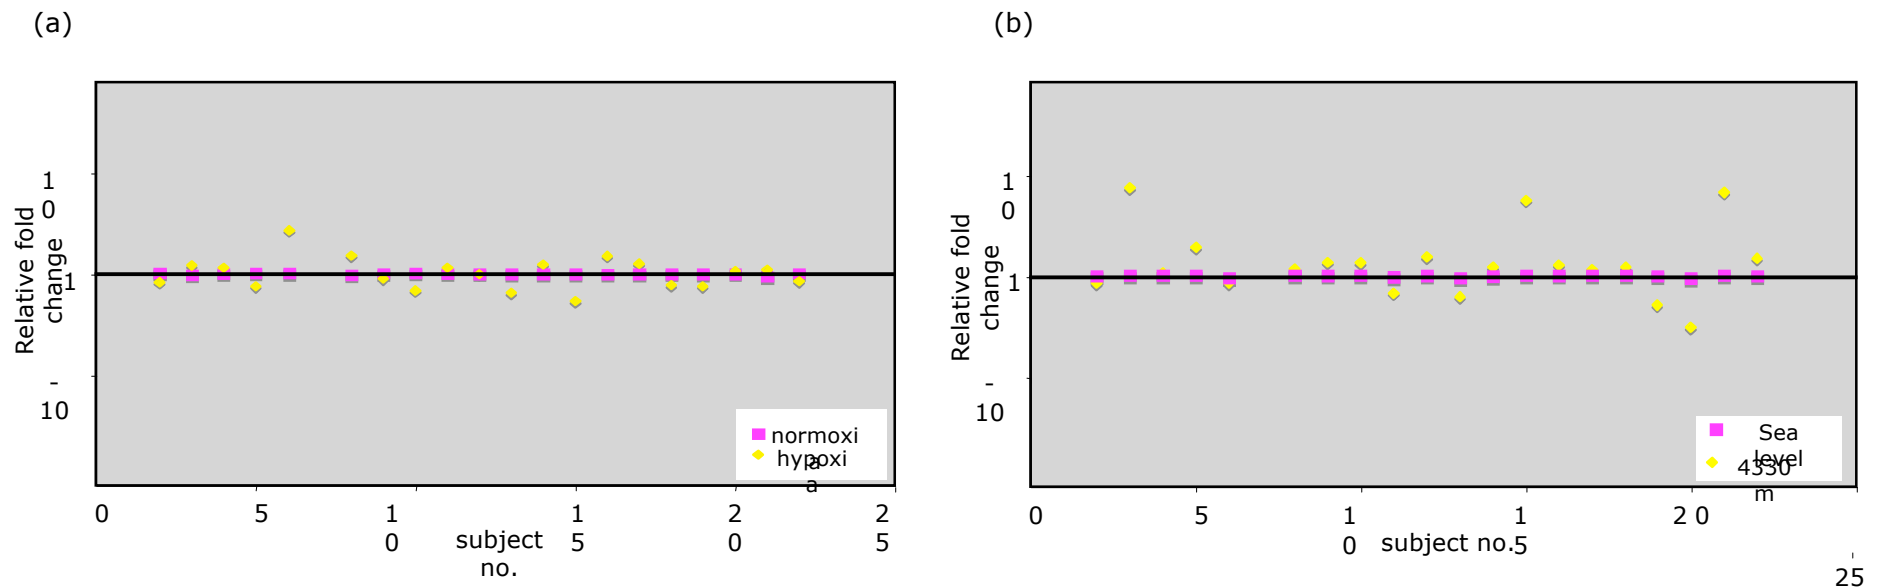 (a)
Relative fold
change
1
0
1
-
10
normoxi
a
hypoxi
a
0
5
1
0
1
5
2
0
2
5
subject
no.
(b)
Relative fold
change
1
0
1
-
10
Sea
level
4330
m
0
5
1
0
1
5
2 0
25
subject no.